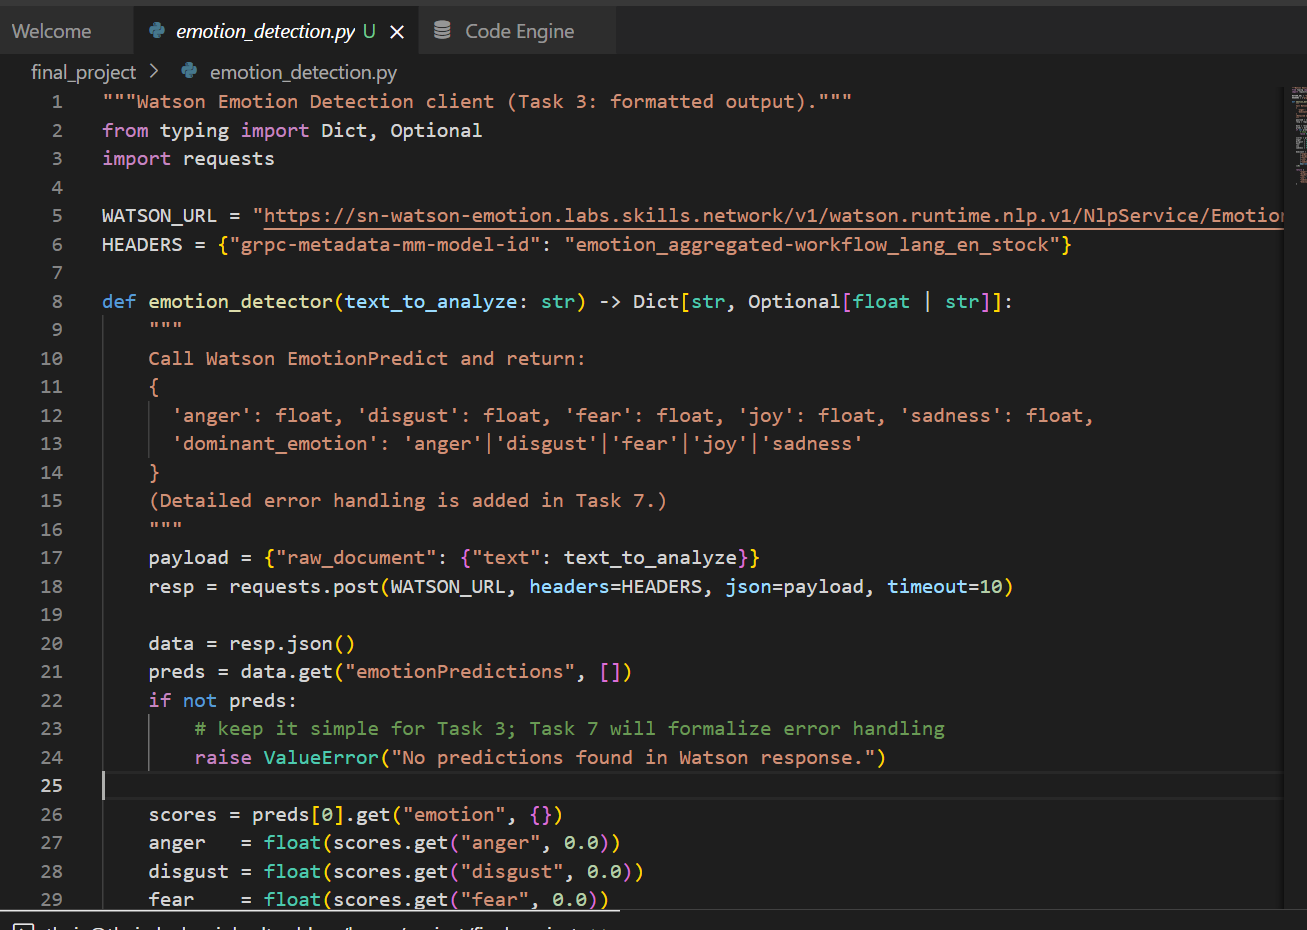 Welcome
emotion_detection.py U
Code Engine
final_project > emotion_detection.py
1 """Watson Emotion Detection client (Task 3: formatted output)."""
2 from typing import Dict, Optional
3 import requests
4
5 WATSON_URL = "https://sn-watson-emotion.labs.skills.network/v1/watson.runtime.nlp.v1/NlpService/Emotion
6 HEADERS = {"grpc-metadata-mm-model-id": "emotion_aggregated-workflow_lang_en_stock"}
7
8 def emotion_detector(text_to_analyze: str) -> Dict[str, Optional[float | str]]:
9     """
10     Call Watson EmotionPredict and return:
11     {
12       'anger': float, 'disgust': float, 'fear': float, 'joy': float, 'sadness': float,
13       'dominant_emotion': 'anger'|'disgust'|'fear'|'joy'|'sadness'
14     }
15     (Detailed error handling is added in Task 7.)
16     """
17     payload = {"raw_document": {"text": text_to_analyze}}
18     resp = requests.post(WATSON_URL, headers=HEADERS, json=payload, timeout=10)
19
20     data = resp.json()
21     preds = data.get("emotionPredictions", [])
22     if not preds:
23         # keep it simple for Task 3; Task 7 will formalize error handling
24         raise ValueError("No predictions found in Watson response.")
25
26     scores = preds[0].get("emotion", {})
27     anger   = float(scores.get("anger", 0.0))
28     disgust = float(scores.get("disgust", 0.0))
29     fear    = float(scores.get("fear", 0.0))